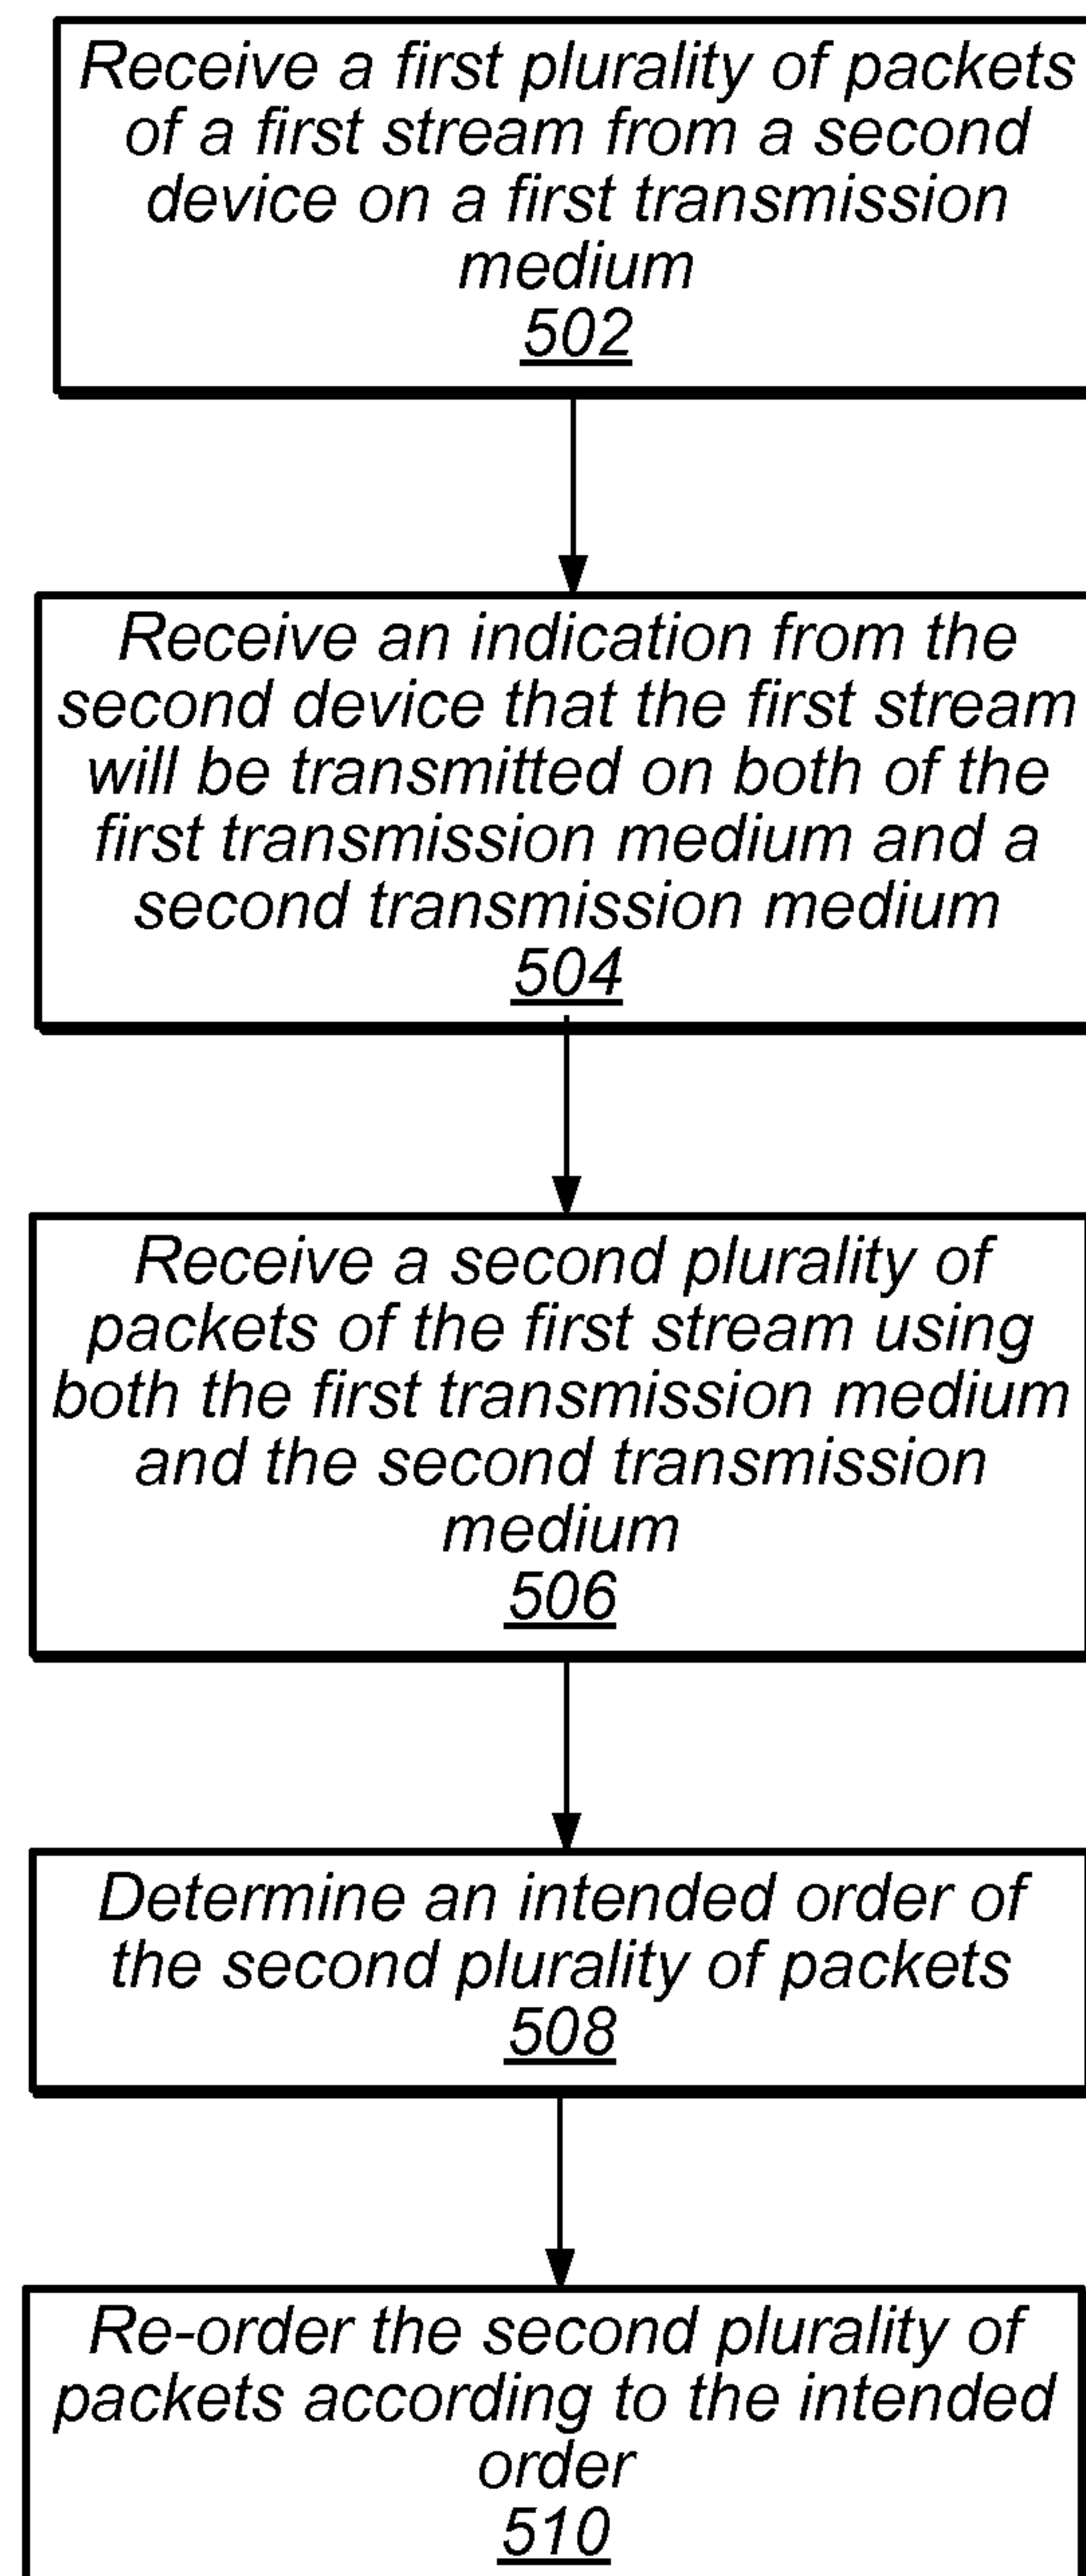 Receive a first plurality of packets
of a first stream from a second
device on a first transmission
medium
502
Receive an indication from the
second device that the first stream
will be transmitted on both of the
first transmission medium and a
second transmission medium
504
Receive a second plurality of
packets of the first stream using
both the first transmission medium
and the second transmission
medium
506
Determine an intended order of
the second plurality of packets
508
Re-order the second plurality of
packets according to the intended
order
510